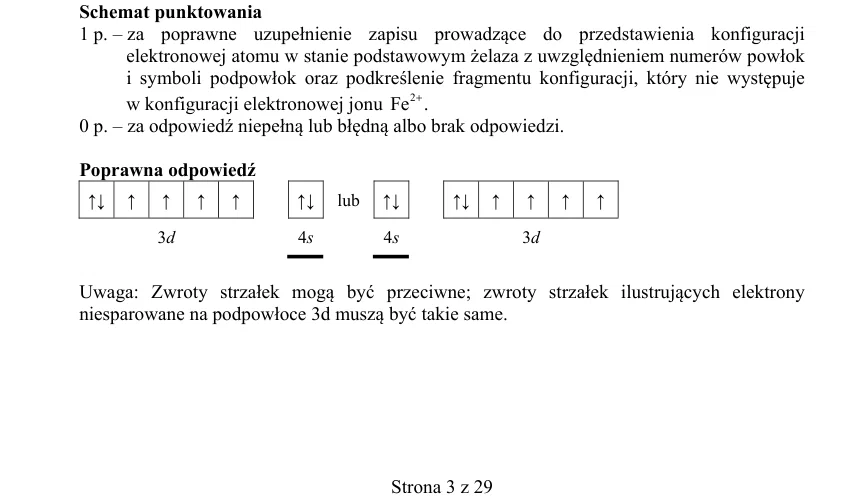 Schemat punktowania
1 p. – za poprawne uzupełnienie zapisu prowadzące do przedstawienia konfiguracji
elektronowej atomu w stanie podstawowym żelaza z uwzględnieniem numerów powłok
i symboli podpowłok oraz podkreślenie fragmentu konfiguracji, który nie występuje
w konfiguracji elektronowej jonu Fe²⁺.
0 p. – za odpowiedź niepełną lub błędną albo brak odpowiedzi.
Poprawna odpowiedź
↑↓ ↑ ↑ ↑ ↑ ↑↓ lub ↑↓ ↑↓ ↑ ↑ ↑ ↑
3d 4s 4s 3d
Uwaga: Zwroty strzałek mogą być przeciwne; zwroty strzałek ilustrujących elektrony
niesparowane na podpowłoce 3d muszą być takie same.
Strona 3 z 29